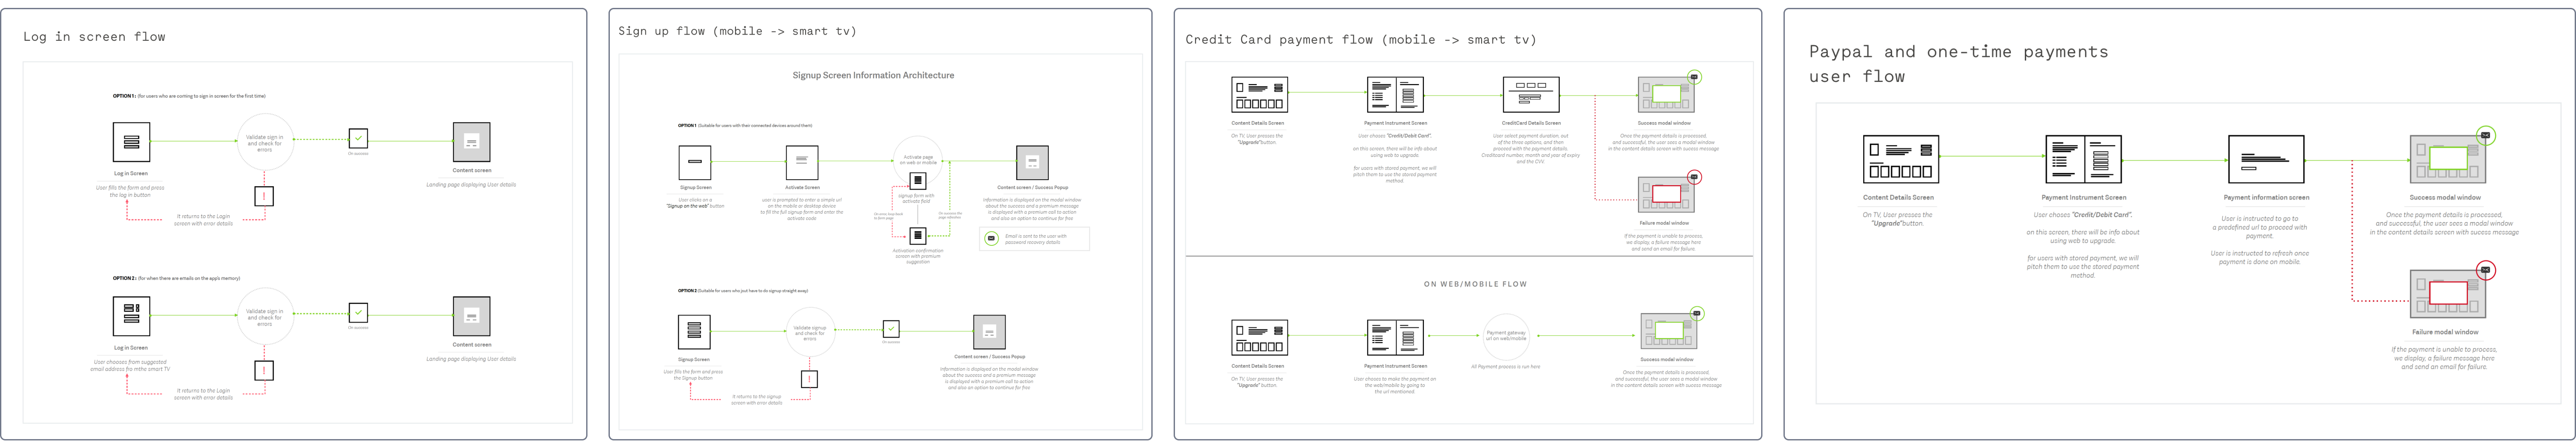 Log in screen flow
OPTION 1: (for users who are coming to sign in screen for the first time)
Validate sign in
and check for
errors
On success
Log in Screen
User fills the form and press
the log in button
Content screen
Landing page displaying User details
It returns to the Login
screen with error details
OPTION 2: (for when there are emails on the app's memory)
Validate sign in
and check for
errors
On success
Log in Screen
User chooses from suggested
email address fro mthe smart TV
Content screen
Landing page displaying User details
It returns to the Login
screen with error details
Sign up flow (mobile -> smart tv)
Signup Screen Information Architecture
OPTION 1 (Suitable for users with their connected devices around them)
Activate page
on web or mobile
Signup Screen
User clicks on a
"Signup on the web" button
Activate Screen
user is prompted to enter a simple url
on the mobile or desktop device
to fill the full signup form and enter the
activate code
signup form with
activate field
Activation confirmation
screen with premium
suggestion
Content screen / Success Popup
Information is displayed on the modal window
about the success and a premium message
is displayed with premium call to action
and also an option to continue for free
Email is sent to the user with
password recovery details
OPTION 2 (Suitable for users who just have to do signup straight away)
Validate signup
and check for
errors
On success
Signup Screen
User fills the form and press
the Signup button
Content screen / Success Popup
Information is displayed on the modal window
about the success and a premium message
is displayed with premium call to action
and also an option to continue for free
It returns to the signup
screen with error details
Credit Card payment flow (mobile -> smart tv)
Content Details Screen
On TV, User presses the
"Upgrade" button.
Payment Instrument Screen
User choses "Credit/Debit Card".
on this screen, there will be info about
using web to upgrade.
for users with stored payment, we will
pitch them to use the stored payment
method.
CreditCard Details Screen
User select payment duration, out
of the three options, and then
proceed with the payment details
Creditcard number, month and year of expiry
and the CVV
Success modal window
Once the payment details is processed,
and successful, the user sees a modal window
in the content details screen with sucess message
Failure modal window
If the payment is unable to process,
we display, a failure message here
and send an email for failure.
ON WEB/MOBILE FLOW
Payment gateway
url on web/mobile
Content Details Screen
On TV, User presses the
"Upgrade" button.
Payment Instrument Screen
User chooses to make the payment on
the web/mobile by going to
the url mentioned.
All Payment process is run here
Success modal window
Once the payment details is processed,
and successful, the user sees a modal window
in the content details screen with sucess message
Paypal and one-time payments
user flow
Content Details Screen
On TV, User presses the
"Upgrade" button.
Payment Instrument Screen
User choses "Credit/Debit Card".
on this screen, there will be info about
using web to upgrade.
for users with stored payment, we will
pitch them to use the stored payment
method.
Payment information screen
User is instructed to go to
a predefined url to proceed with
payment.
User is instructed to refresh once
payment is done on mobile.
Success modal window
Once the payment details is processed,
and successful, the user sees a modal window
in the content details screen with sucess message
Failure modal window
If the payment is unable to process,
we display, a failure message here
and send an email for failure.